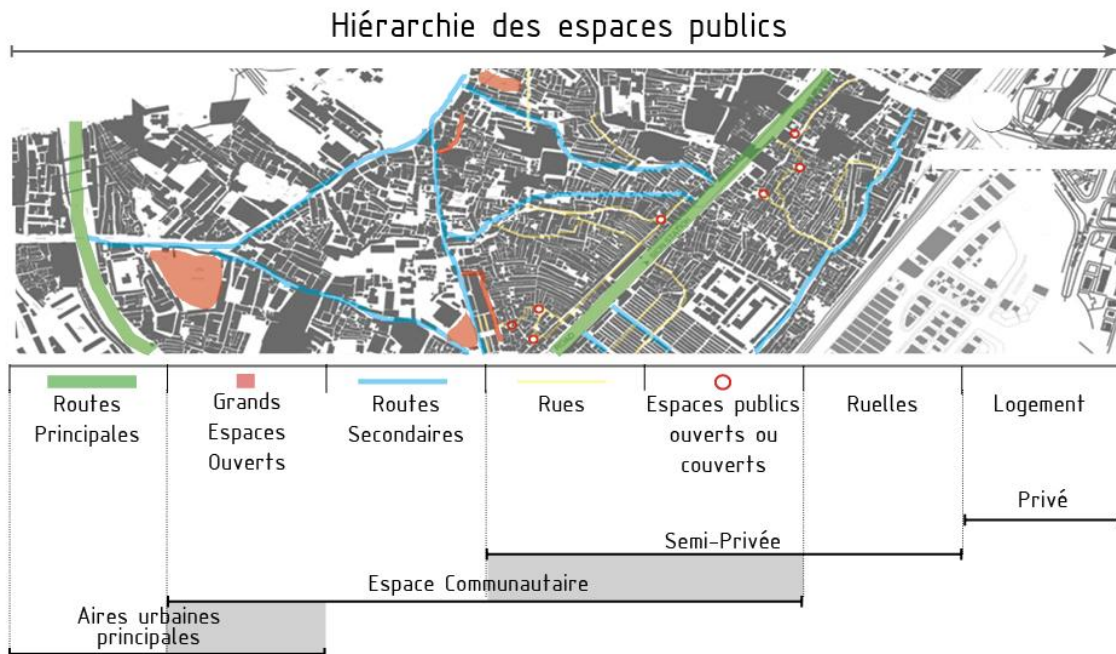 Hiérarchie des espaces publics
Routes
Principales
Grands
Espaces
Ouverts
Routes
Secondaires
Rues
Espaces publics
ouverts ou
couverts
Ruelles
Logement
Privé
Semi-Privée
Espace Communautaire
Aires urbaines
principales